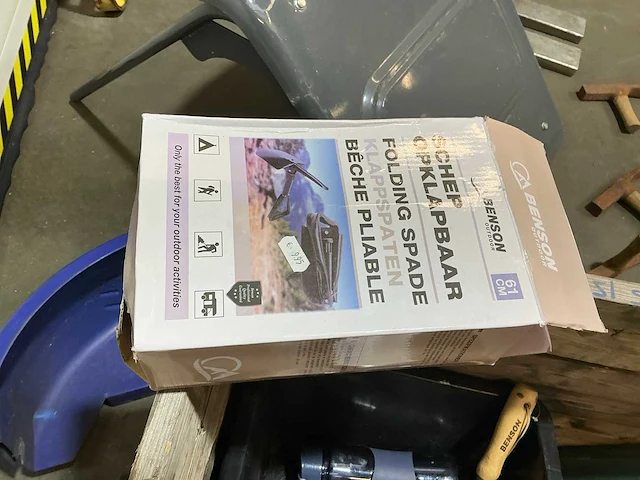 BENSON
OUTDOOR
61
CM
SCHEP
OPKLAPBAAR
FOLDING SPADE
KLAPPSPATEN
BÊCHE PLIABLE
Only the best for your outdoor activities
BENSON
BENSON